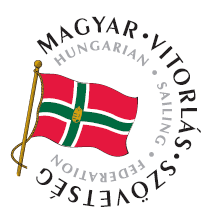 MAGYAR • VITORLÁS • SZÖVETSÉG
HUNGARIAN • SAILING • FEDERATION